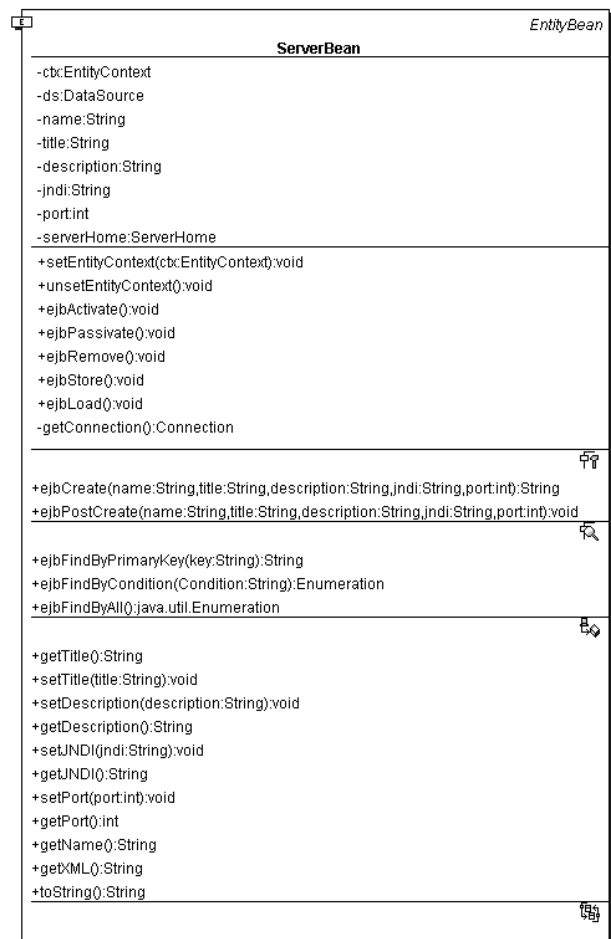 E
EntityBean
ServerBean
-ctx:EntityContext
-ds:DataSource
-name:String
-title:String
-description:String
-jndi:String
-port:int
-serverHome:ServerHome
+setEntityContext(ctx:EntityContext):void
+unsetEntityContext():void
+ejbActivate():void
+ejbPassivate():void
+ejbRemove():void
+ejbStore():void
+ejbLoad():void
-getConnection():Connection
+ejbCreate(name:String,title:String,description:String,jndi:String,port:int):String
+ejbPostCreate(name:String,title:String,description:String,jndi:String,port:int):void
+ejbFindByPrimaryKey(key:String):String
+ejbFindByCondition(Condition:String):Enumeration
+ejbFindByAll():java.util.Enumeration
+getTitle():String
+setTitle(title:String):void
+setDescription(description:String):void
+getDescription():String
+setJNDI(jndi:String):void
+getJNDI():String
+setPort(port:int):void
+getPort():int
+getName():String
+getXML():String
+toString():String